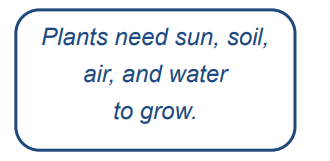 Plants need sun, soil,
air, and water
to grow.